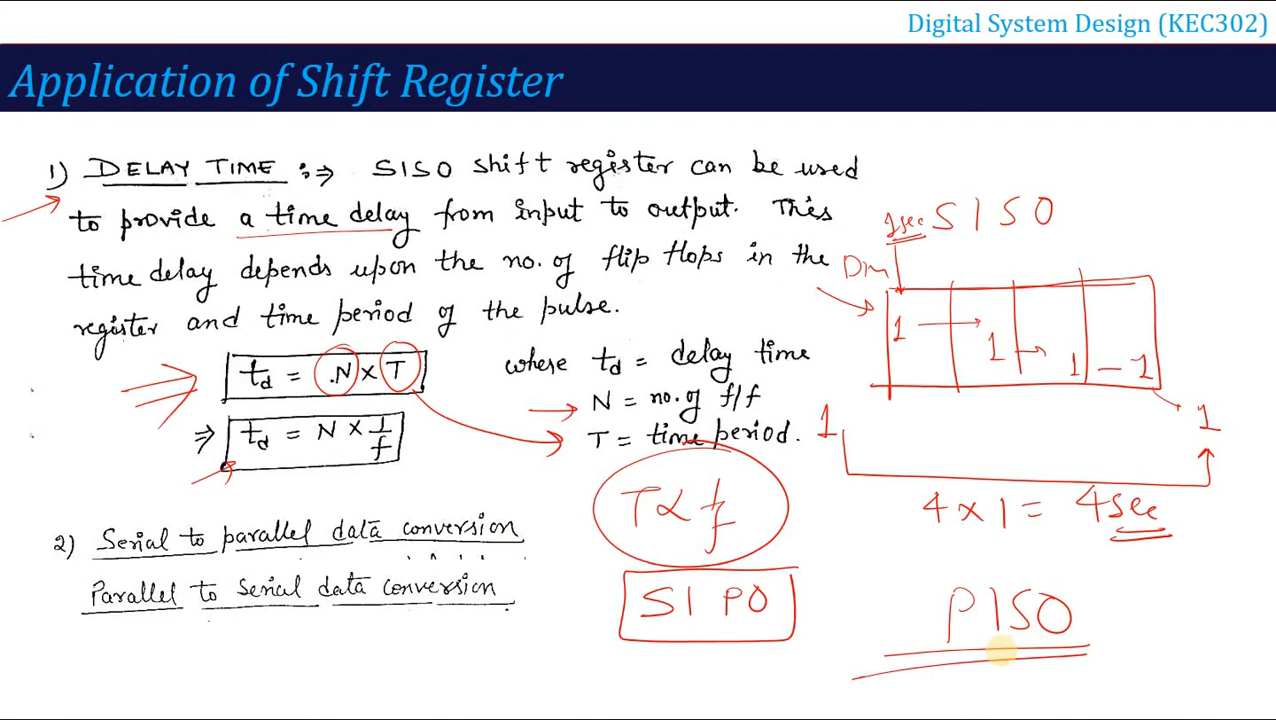 Digital System Design (KEC302)
Application of Shift Register
1) DELAY TIME :⇒ SISO shift register can be used
to provide a time delay from input to output. This
time delay depends upon the no. of flip flops in the
register and time period of the pulse.
td = N × T
⇒ td = N × 1/f
where td = delay time
N = no. of f/f
T = time period.
2) Serial to parallel data conversion
Parallel to Serial data conversion
T ∝ 1/f
SI PO
1sec SISO
Din
1 → 1 → 1 – 1
1 1
4 × 1 = 4sec
PISO